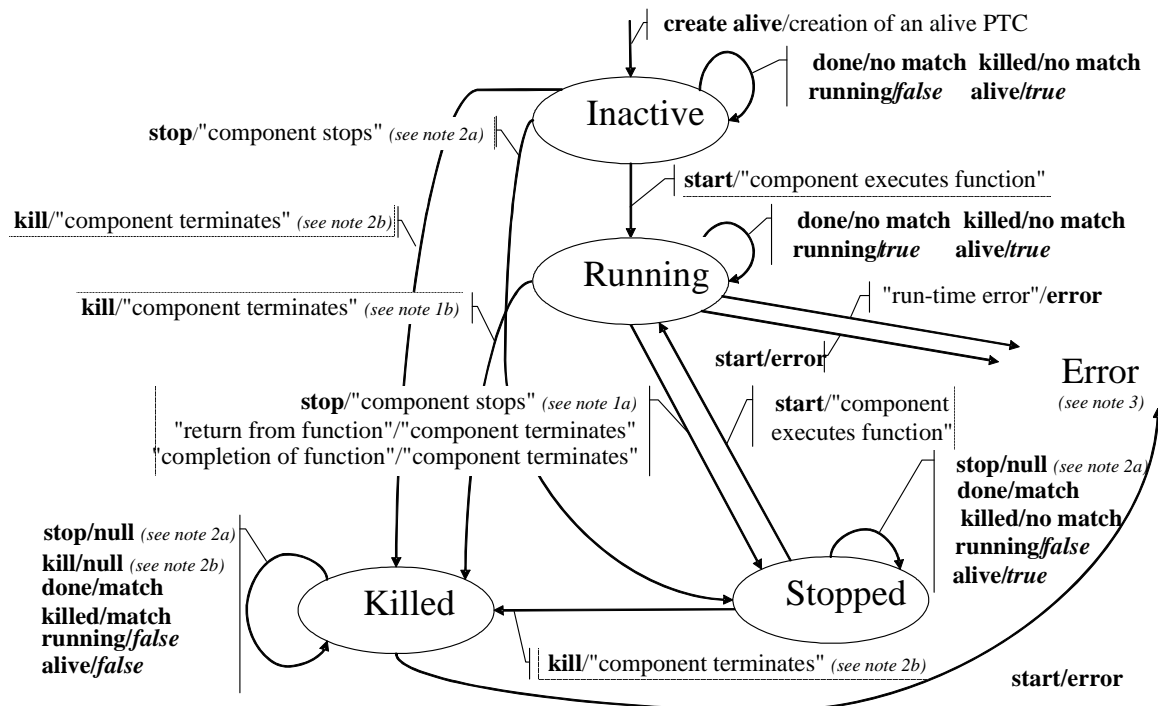 create alive/creation of an alive PTC
done/no match killed/no match
running/false alive/true
Inactive
stop/"component stops" (see note 2a)
start/"component executes function"
kill/"component terminates" (see note 2b)
done/no match killed/no match
running/true alive/true
Running
kill/"component terminates" (see note 1b)
"run-time error"/error
start/error
Error
(see note 3)
stop/"component stops" (see note 1a)
"return from function"/"component terminates"
"completion of function"/"component terminates"
start/"component
executes function"
stop/null (see note 2a)
done/match
killed/no match
running/false
alive/true
stop/null (see note 2a)
kill/null (see note 2b)
done/match
killed/match
running/false
alive/false
Killed
Stopped
kill/"component terminates" (see note 2b)
start/error